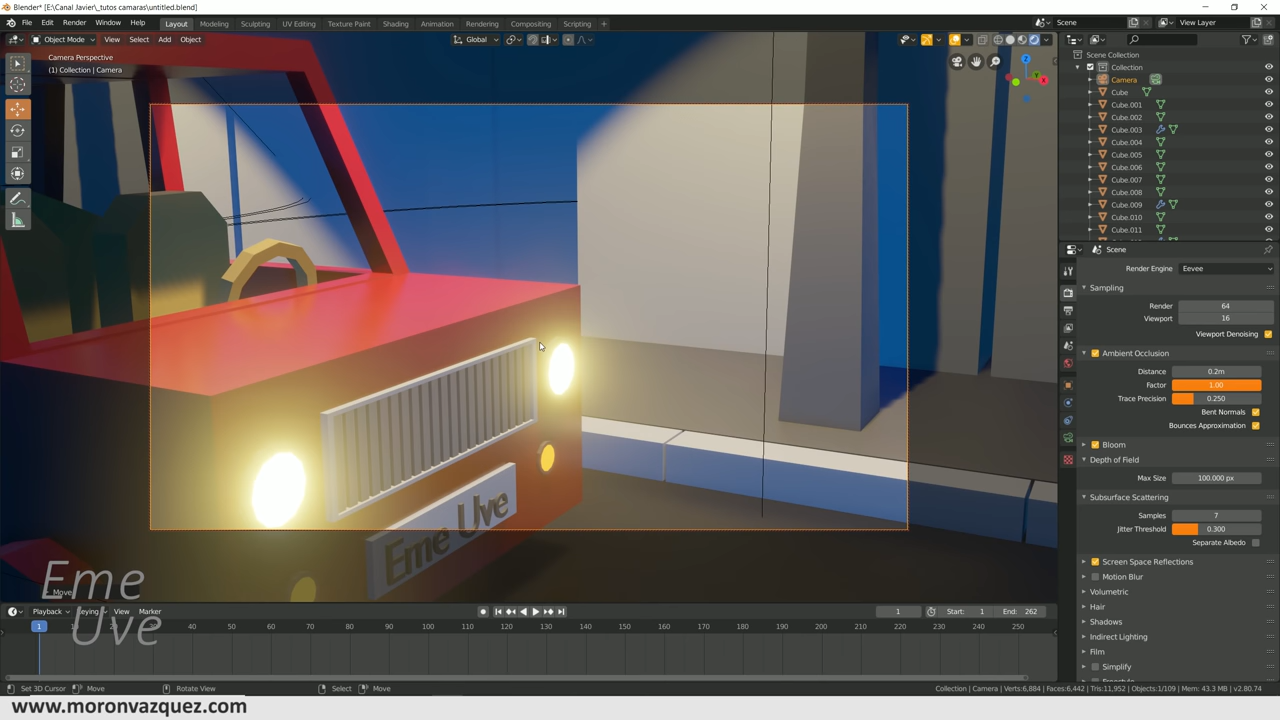 Blender* [E:\Canal Javier\_tutos camaras\untitled.blend]
File Edit Render Window Help Layout Modeling Sculpting UV Editing Texture Paint Shading Animation Rendering Compositing Scripting + Scene View Layer
Object Mode View Select Add Object Global
Camera Perspective
(1) Collection | Camera
Scene Collection
Collection
Camera
Cube
Cube.001
Cube.002
Cube.003
Cube.004
Cube.005
Cube.006
Cube.007
Cube.008
Cube.009
Cube.010
Cube.011
Scene
Render Engine Eevee
Sampling
Render 64
Viewport 16
Viewport Denoising
Ambient Occlusion
Distance 0.2m
Factor 1.00
Trace Precision 0.250
Bent Normals
Bounces Approximation
Bloom
Depth of Field
Max Size 100.000 px
Subsurface Scattering
Samples 7
Jitter Threshold 0.300
Separate Albedo
Screen Space Reflections
Motion Blur
Volumetric
Hair
Shadows
Indirect Lighting
Film
Simplify
Eme Uve
Eme
Uve
Move
Playback Keying View Marker 1 Start: 1 End: 262
1 20 30 40 50 60 70 80 90 100 110 120 130 140 150 160 170 180 190 200 210 220 230 240 250
Set 3D Cursor Move Rotate View Select Move Collection | Camera | Verts:6,884 | Faces:6,442 | Tris:11,952 | Objects:1/109 | Mem: 43.3 MB | v2.80.74
www.moronvazquez.com